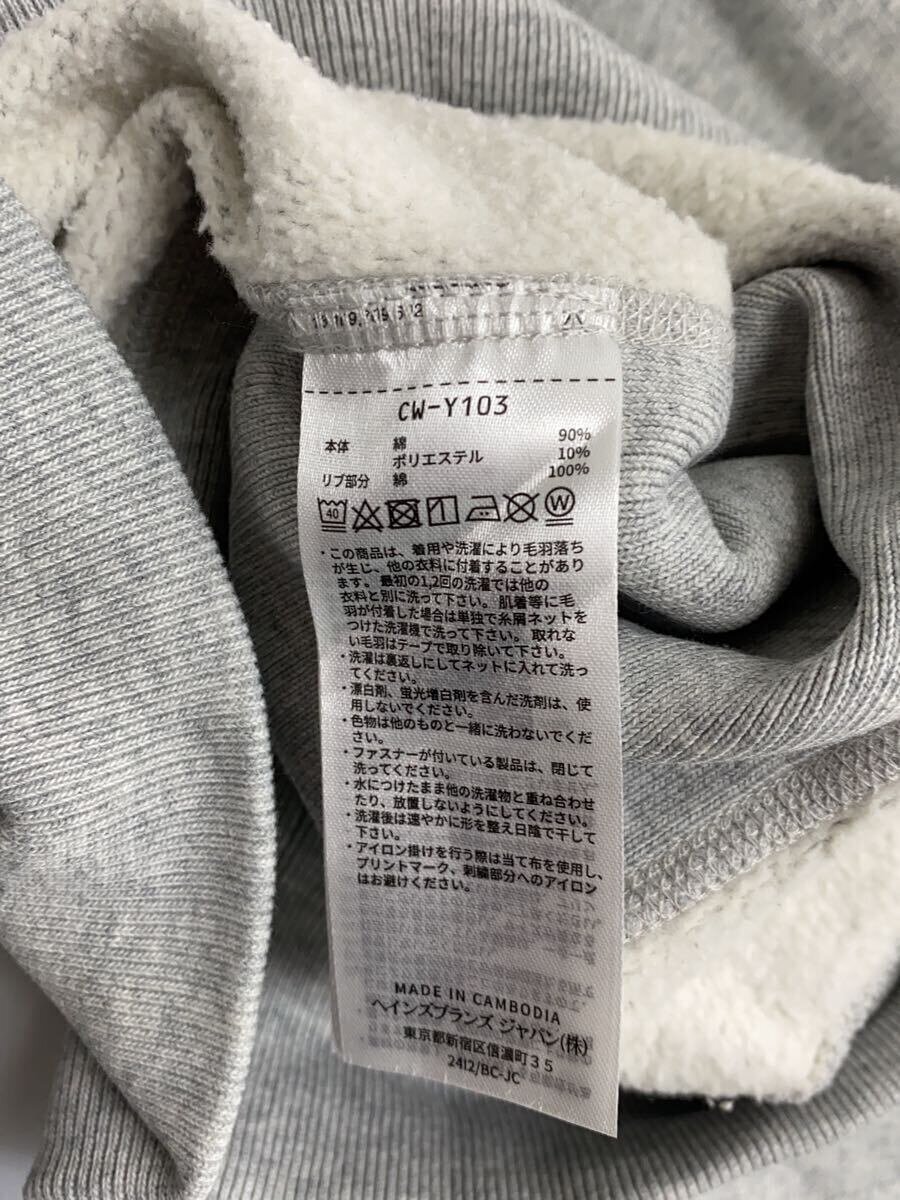 CW-Y103
本体 綿 90%
ポリエステル 10%
リブ部分 綿 100%
40
W
・この商品は、着用や洗濯により毛羽落ち
が生じ、他の衣料に付着することがあり
ます。最初の1,2回の洗濯では他の
衣料と別に洗って下さい。肌着等に毛
羽が付着した場合は単独で糸屑ネットを
つけた洗濯機で洗って下さい。取れな
い毛羽はテープで取り除いて下さい。
・洗濯は裏返しにしてネットに入れて洗っ
てください。
・漂白剤、蛍光増白剤を含んだ洗剤は、使
用しないでください。
・色物は他のものと一緒に洗わないでくだ
さい。
・ファスナーが付いている製品は、閉じて
洗ってください。
・水につけたまま他の洗濯物と重ね合わせ
たり、放置しないようにしてください。
・洗濯後は速やかに形を整え日陰で干して
下さい。
・アイロン掛けを行う際は当て布を使用し、
プリントマーク、刺繍部分へのアイロン
はお避けください。
MADE IN CAMBODIA
ヘインズブランズ ジャパン(株)
東京都新宿区信濃町35
2412/BC-JC